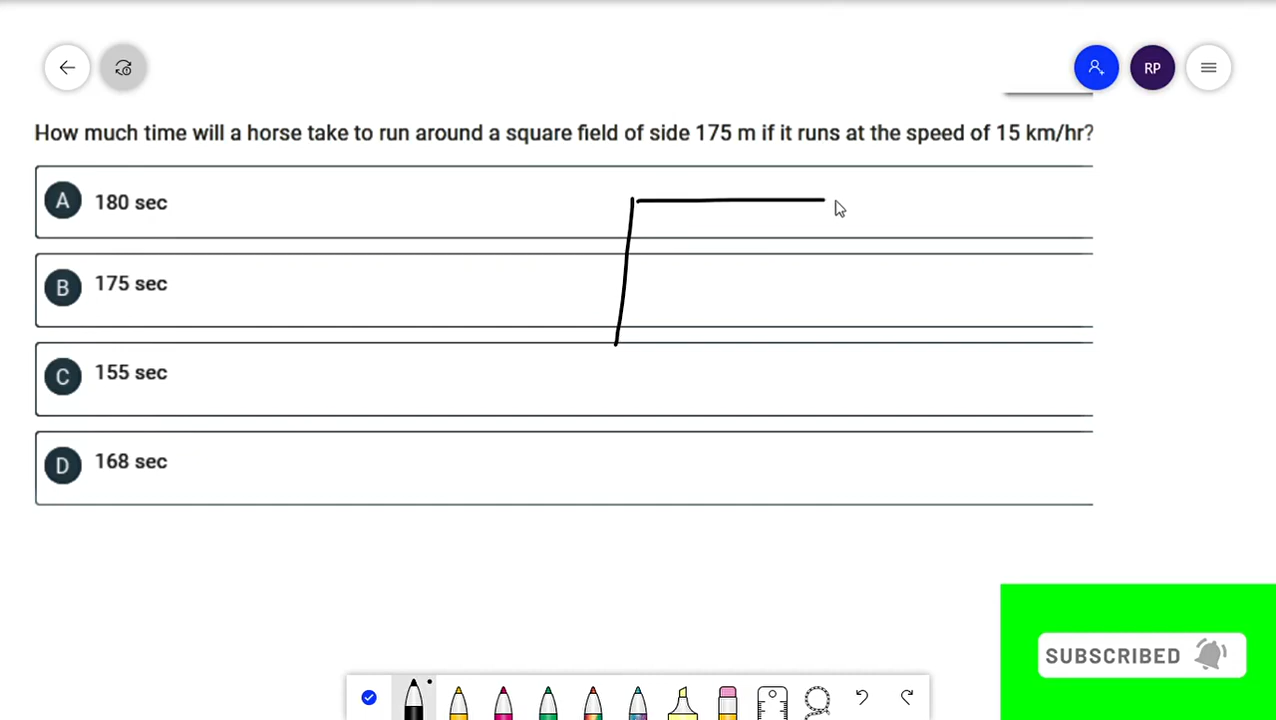 RP
How much time will a horse take to run around a square field of side 175 m if it runs at the speed of 15 km/hr?
A 180 sec
B 175 sec
C 155 sec
D 168 sec
SUBSCRIBED